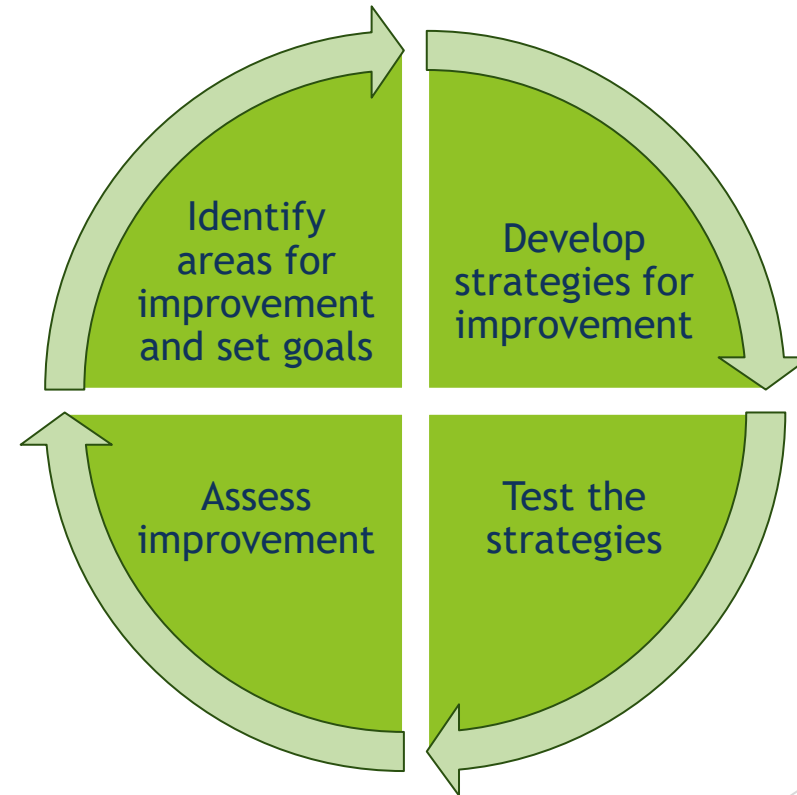 Identify
areas for
improvement
and set goals
Develop
strategies for
improvement
Test the
strategies
Assess
improvement